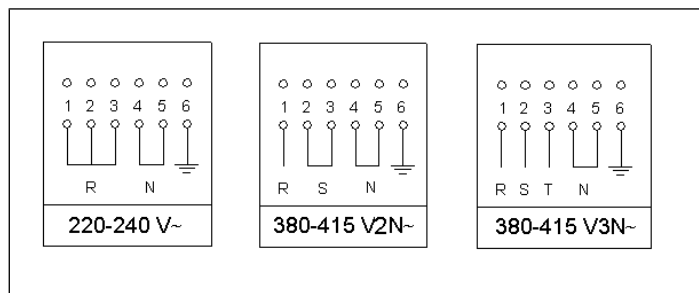 1 2 3 4 5 6
R N
220-240 V~
1 2 3 4 5 6
R S N
380-415 V2N~
1 2 3 4 5 6
R S T N
380-415 V3N~